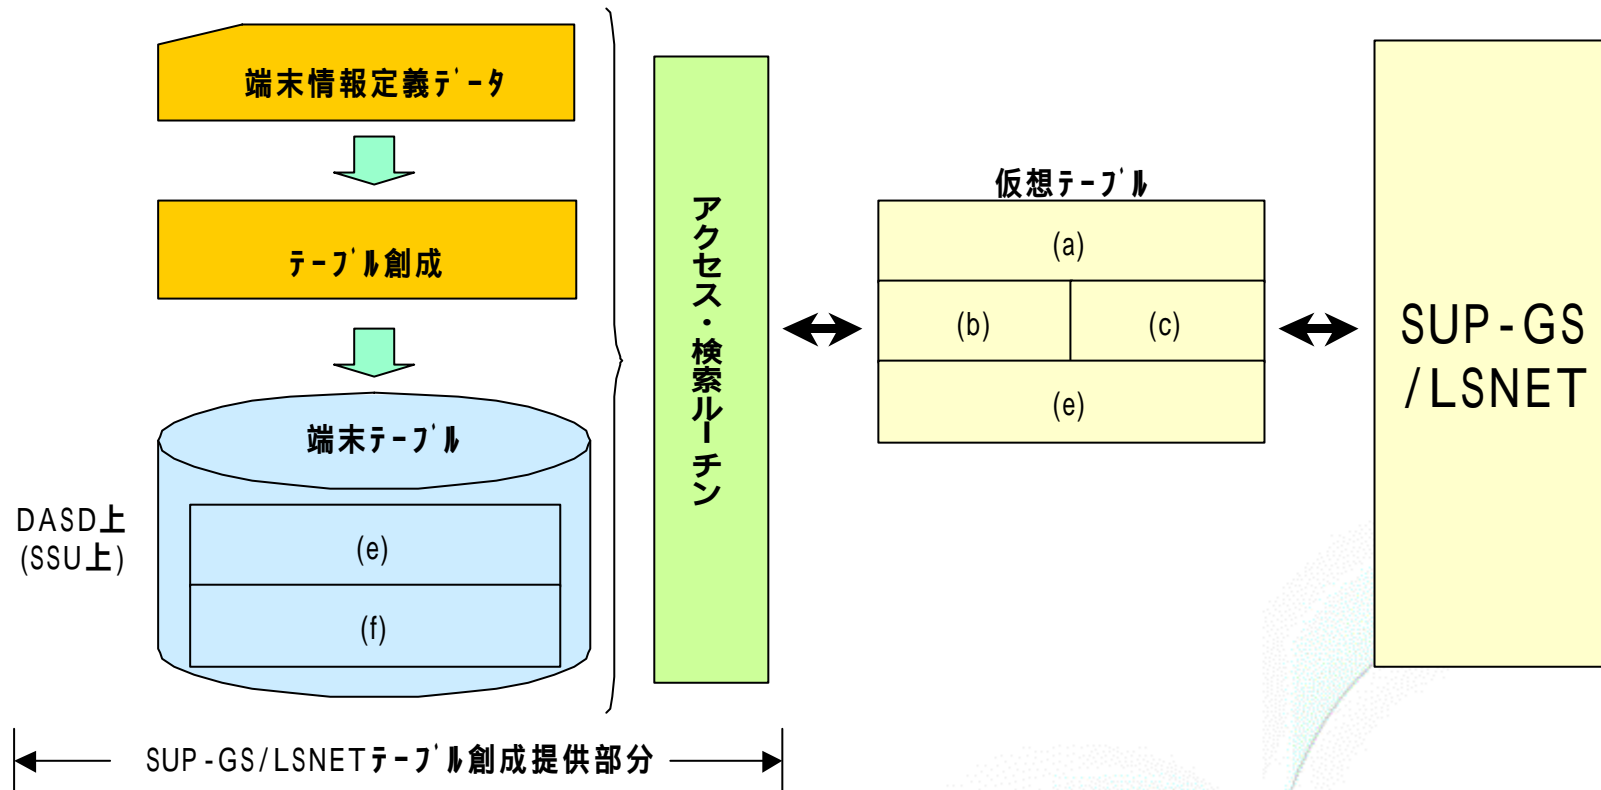 端末情報定義ﾃﾞｰﾀ
ﾃｰﾌﾞﾙ創成
端末ﾃｰﾌﾞﾙ
DASD上
(SSU上)
(e)
(f)
アクセス・検索ルーチン
仮想ﾃｰﾌﾞﾙ
(a)
(b)
(c)
(e)
SUP-GS
/LSNET
SUP-GS/LSNETﾃｰﾌﾞﾙ創成提供部分